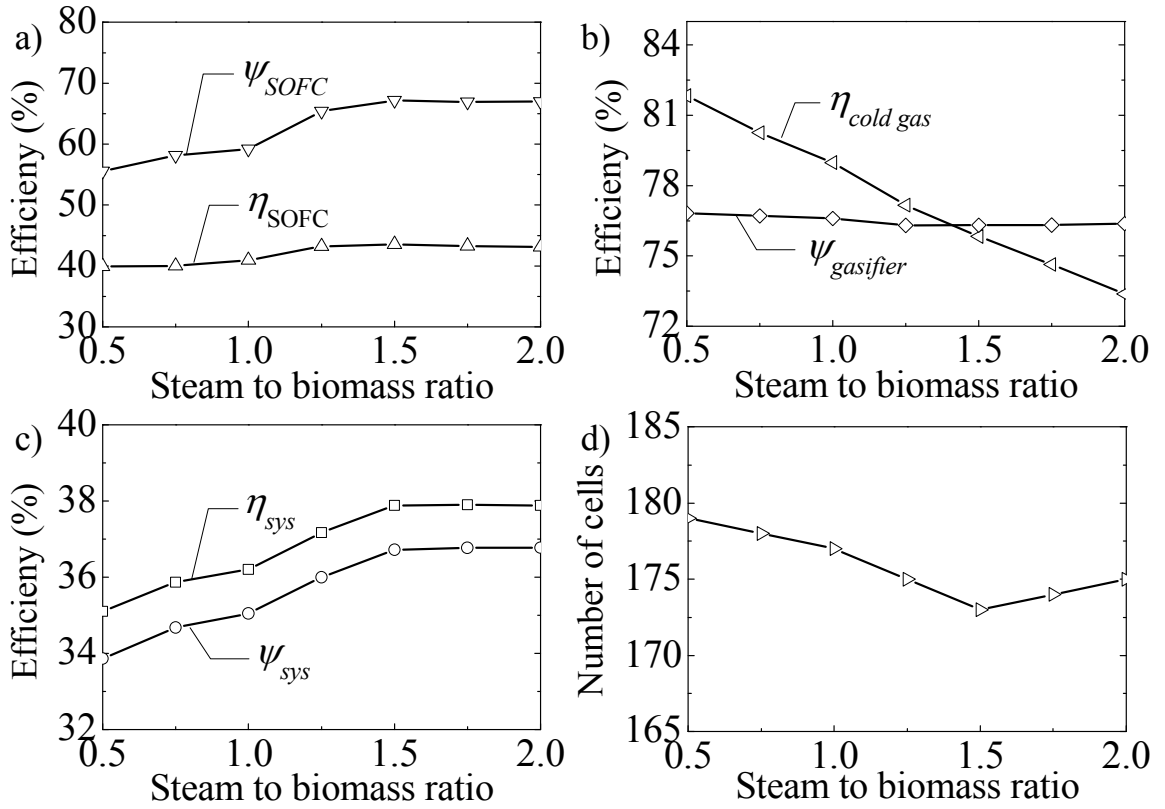 a)
80
70
60
50
40
30
Efficieny (%)
ψSOFC
ηSOFC
0.5 1.0 1.5 2.0
Steam to biomass ratio
b)
84
81
78
75
72
Efficieny (%)
ηcold gas
ψgasifier
0.5 1.0 1.5 2.0
Steam to biomass ratio
c)
40
38
36
34
32
Efficieny (%)
ηsys
ψsys
0.5 1.0 1.5 2.0
Steam to biomass ratio
d)
185
180
175
170
165
Number of cells
0.5 1.0 1.5 2.0
Steam to biomass ratio